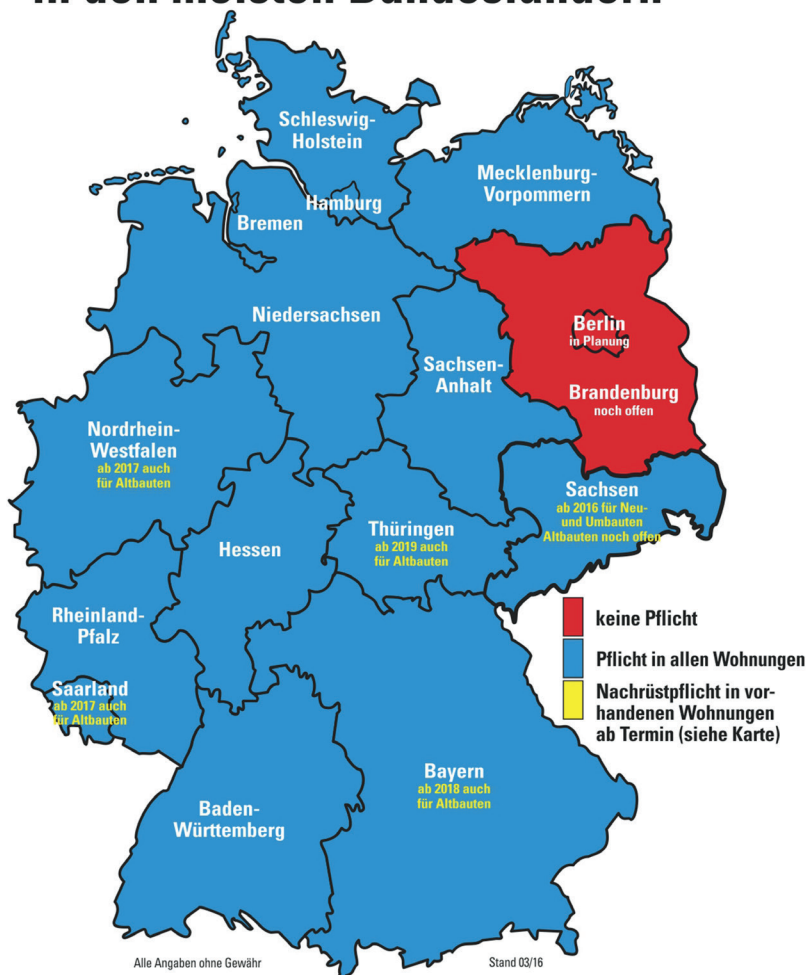 in den meisten Bundesländern
Schleswig-
Holstein
Mecklenburg-
Vorpommern
Hamburg
Bremen
Niedersachsen
Berlin
in Planung
Sachsen-
Anhalt
Brandenburg
noch offen
Nordrhein-
Westfalen
ab 2017 auch
für Altbauten
Sachsen
ab 2016 für Neu-
und Umbauten
Altbauten noch offen
Thüringen
ab 2019 auch
für Altbauten
Hessen
Rheinland-
Pfalz
Saarland
ab 2017 auch
für Altbauten
keine Pflicht
Pflicht in allen Wohnungen
Nachrüstpflicht in vor-
handenen Wohnungen
ab Termin (siehe Karte)
Bayern
ab 2018 auch
für Altbauten
Baden-
Württemberg
Alle Angaben ohne Gewähr
Stand 03/16